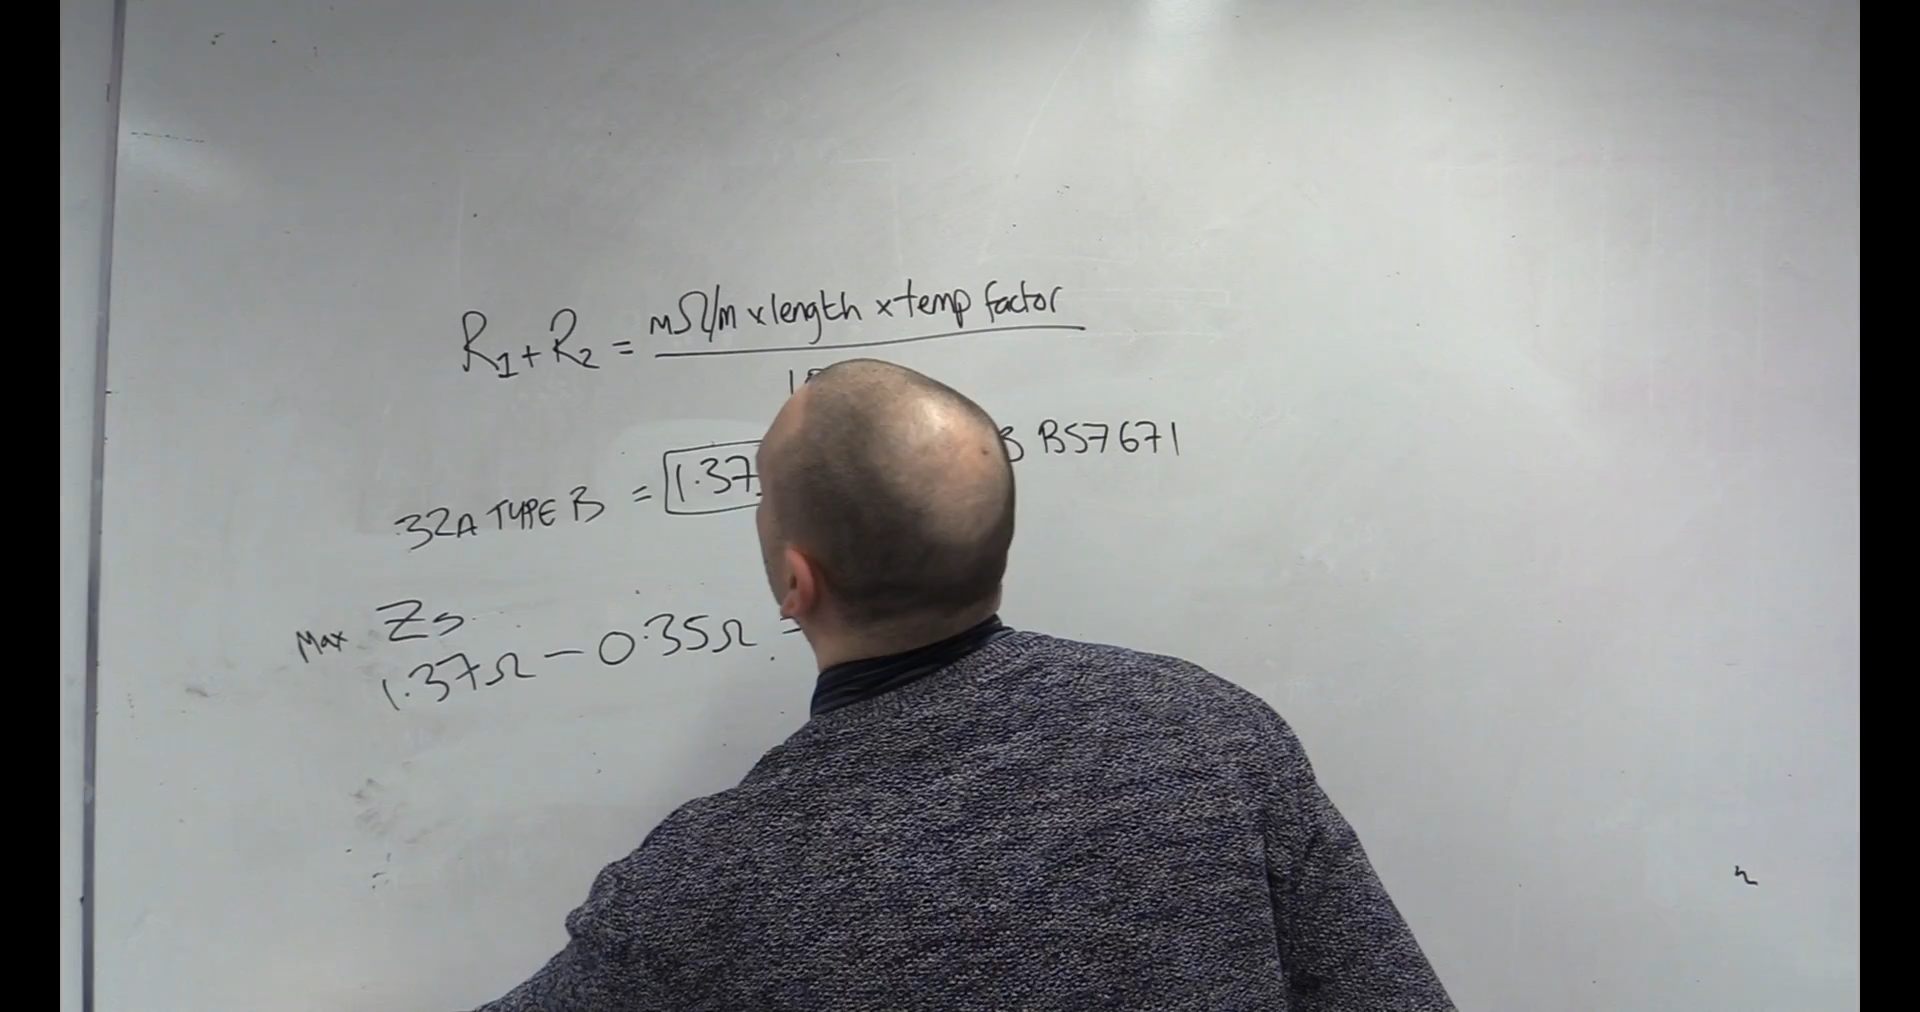 R₁+R₂ = mΩ/m x length x temp factor
32A TYPE B = 1.37
BS7671
Max Zs
1.37Ω - 0.35Ω =